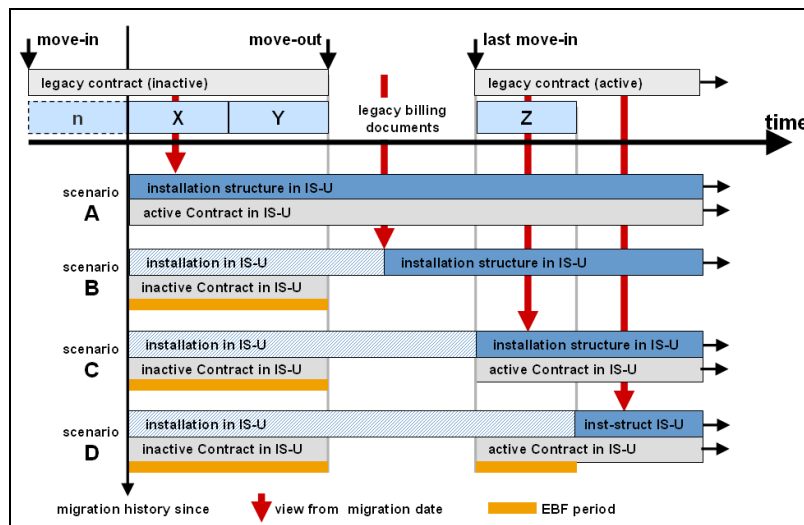 move-in
move-out
last move-in
legacy contract (inactive)
legacy contract (active)
n
X
Y
legacy billing
documents
Z
time
scenario
A
installation structure in IS-U
active Contract in IS-U
scenario
B
installation in IS-U
installation structure in IS-U
inactive Contract in IS-U
scenario
C
installation in IS-U
installation structure in IS-U
inactive Contract in IS-U
active Contract in IS-U
scenario
D
installation in IS-U
inst-struct IS-U
inactive Contract in IS-U
active Contract in IS-U
migration history since
view from migration date
EBF period